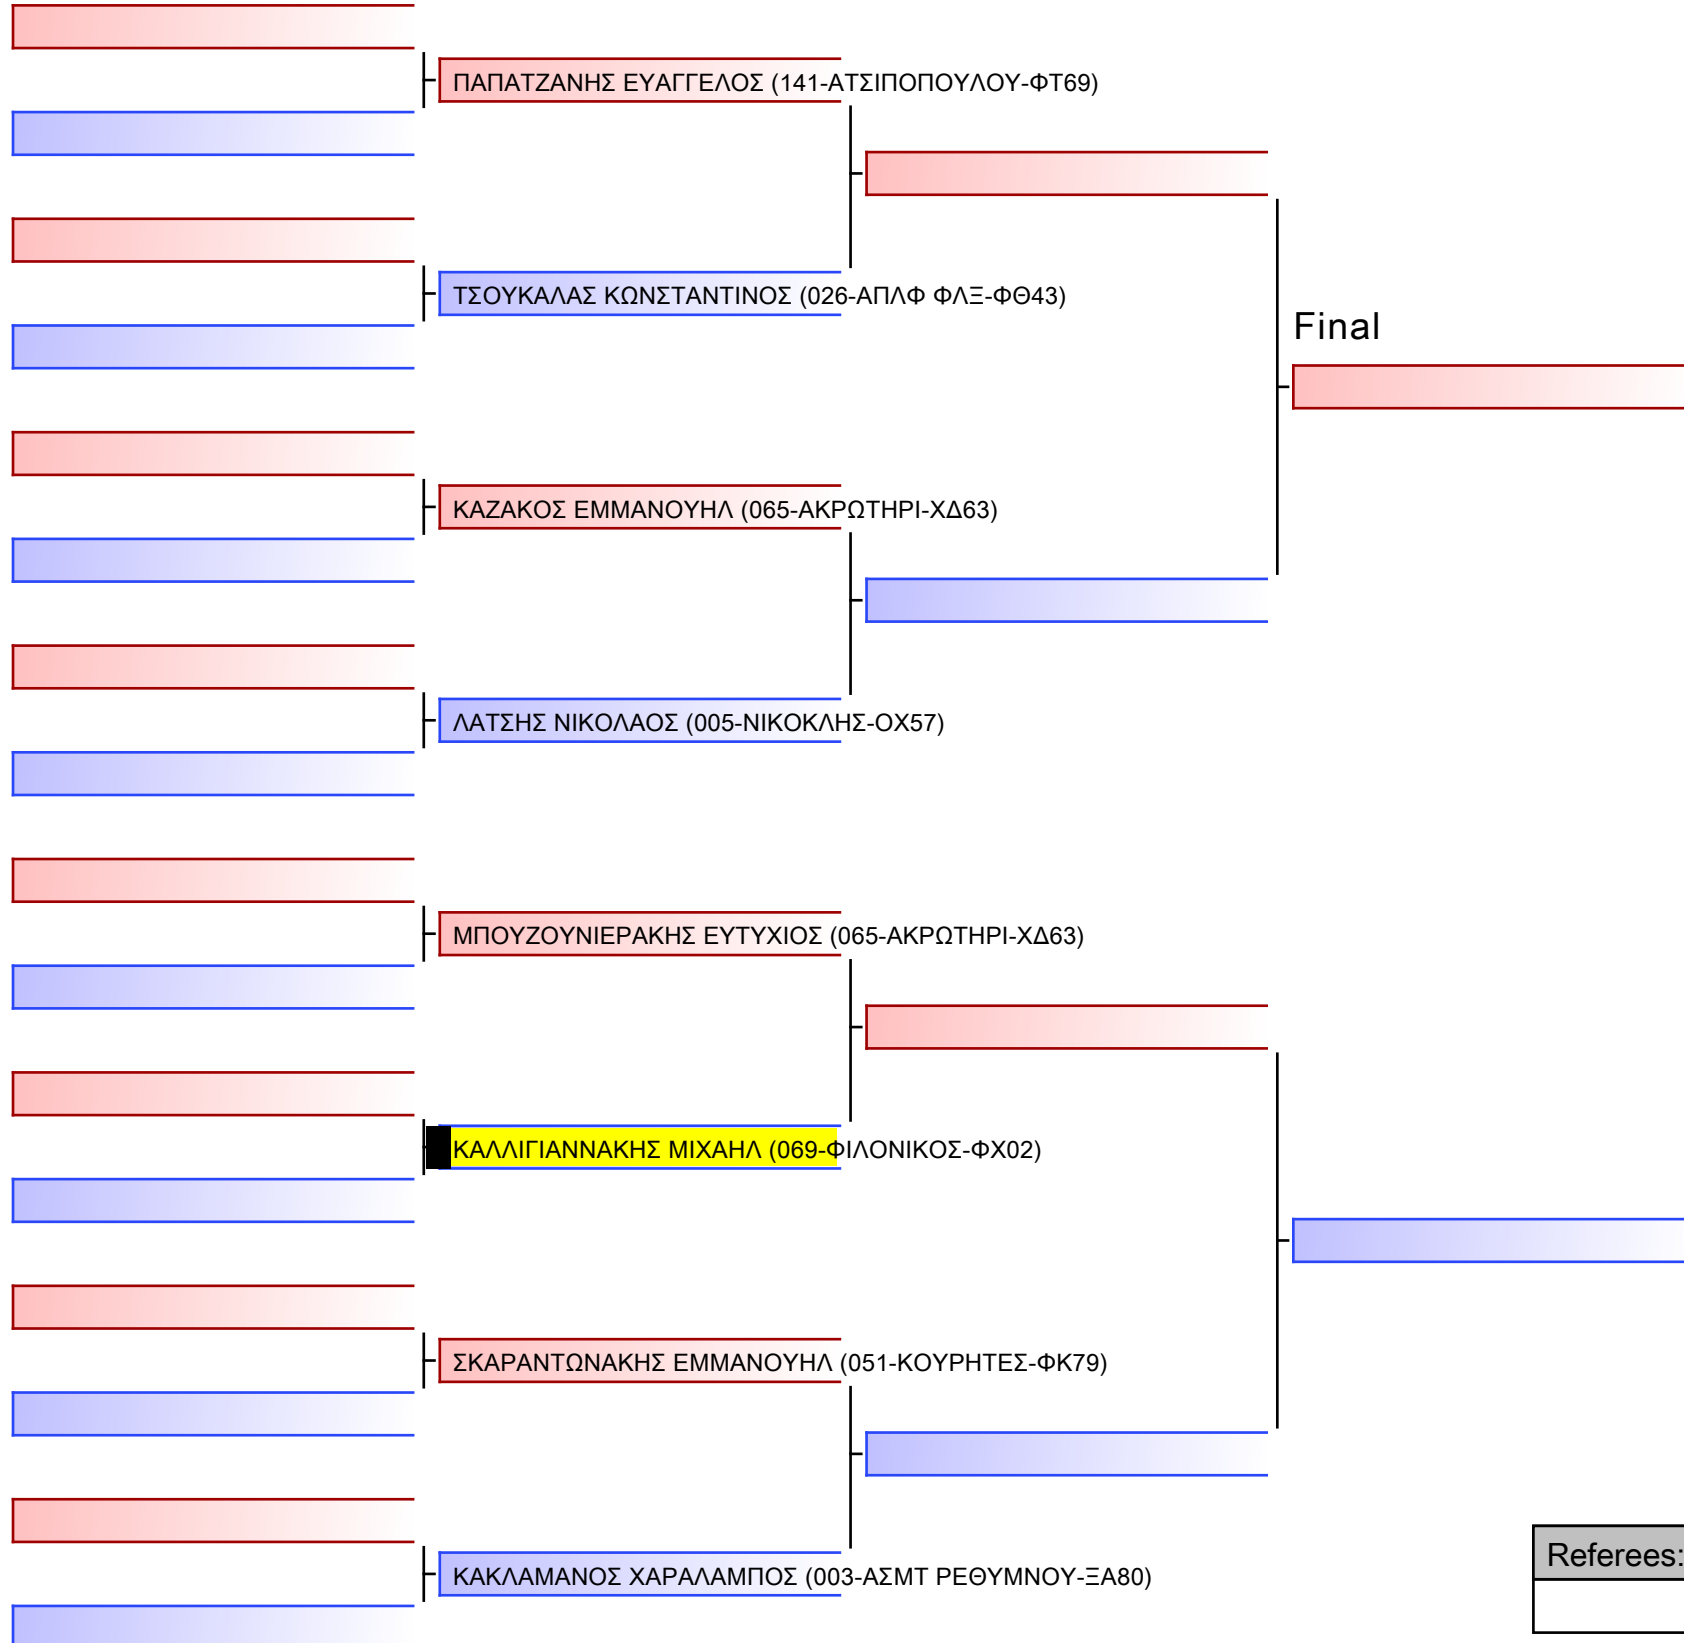 ΠΑΠΑΤΖΑΝΗΣ ΕΥΑΓΓΕΛΟΣ (141-ΑΤΣΙΠΟΠΟΥΛΟΥ-ΦΤ69)
ΤΣΟΥΚΑΛΑΣ ΚΩΝΣΤΑΝΤΙΝΟΣ (026-ΑΠΛΦ ΦΛΞ-ΦΘ43)
Final
ΚΑΖΑΚΟΣ ΕΜΜΑΝΟΥΗΛ (065-ΑΚΡΩΤΗΡΙ-ΧΔ63)
ΛΑΤΣΗΣ ΝΙΚΟΛΑΟΣ (005-ΝΙΚΟΚΛΗΣ-ΟΧ57)
ΜΠΟΥΖΟΥΝΙΕΡΑΚΗΣ ΕΥΤΥΧΙΟΣ (065-ΑΚΡΩΤΗΡΙ-ΧΔ63)
ΚΑΛΛΙΓΙΑΝΝΑΚΗΣ ΜΙΧΑΗΛ (069-ΦΙΛΟΝΙΚΟΣ-ΦΧ02)
ΣΚΑΡΑΝΤΩΝΑΚΗΣ ΕΜΜΑΝΟΥΗΛ (051-ΚΟΥΡΗΤΕΣ-ΦΚ79)
Referees:
ΚΑΚΛΑΜΑΝΟΣ ΧΑΡΑΛΑΜΠΟΣ (003-ΑΣΜΤ ΡΕΘΥΜΝΟΥ-ΞΑ80)